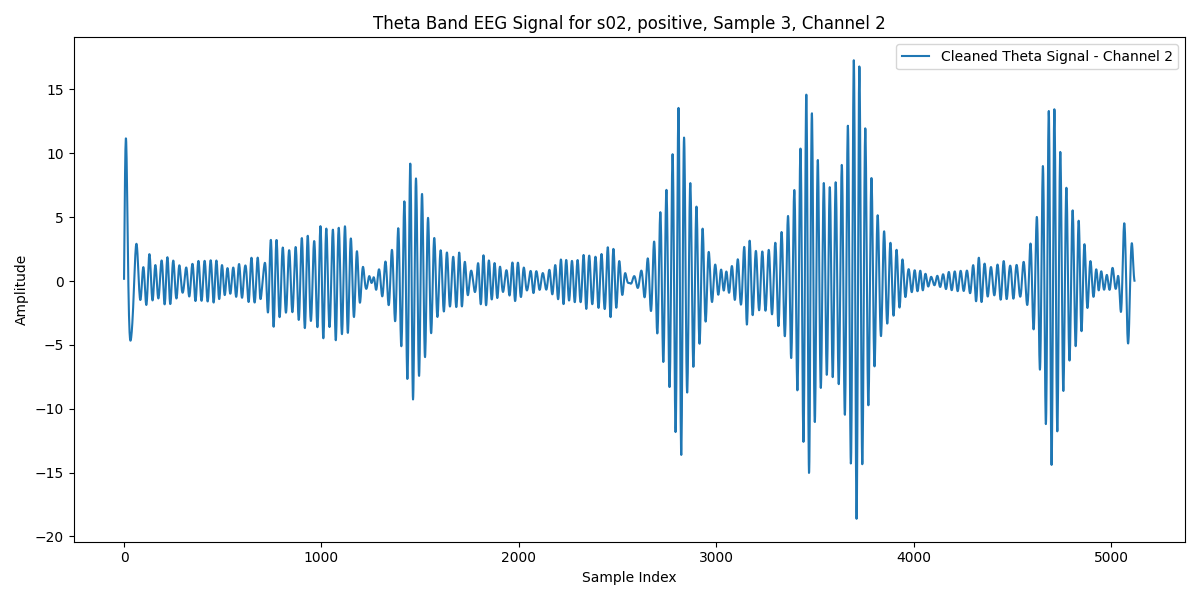 Theta Band EEG Signal for s02, positive, Sample 3, Channel 2
Cleaned Theta Signal - Channel 2
Amplitude
15
10
5
0
−5
−10
−15
−20
0 1000 2000 3000 4000 5000
Sample Index